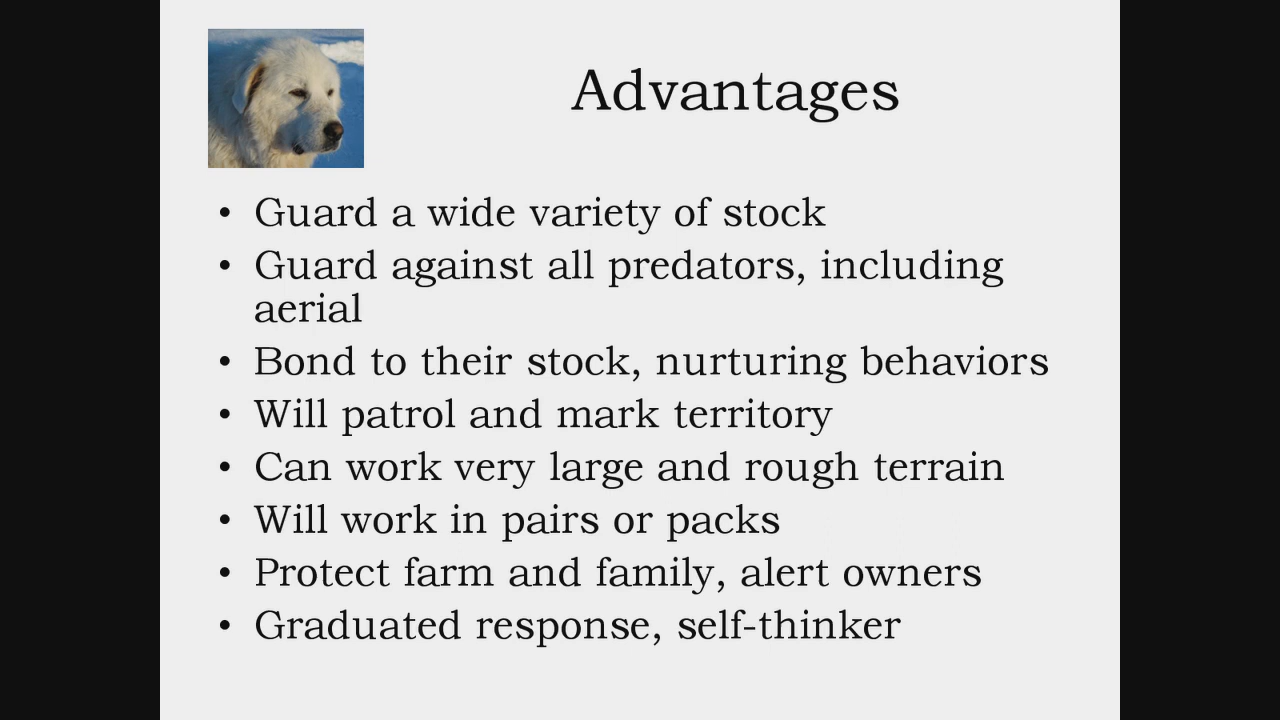 Advantages
• Guard a wide variety of stock
• Guard against all predators, including
aerial
• Bond to their stock, nurturing behaviors
• Will patrol and mark territory
• Can work very large and rough terrain
• Will work in pairs or packs
• Protect farm and family, alert owners
• Graduated response, self-thinker